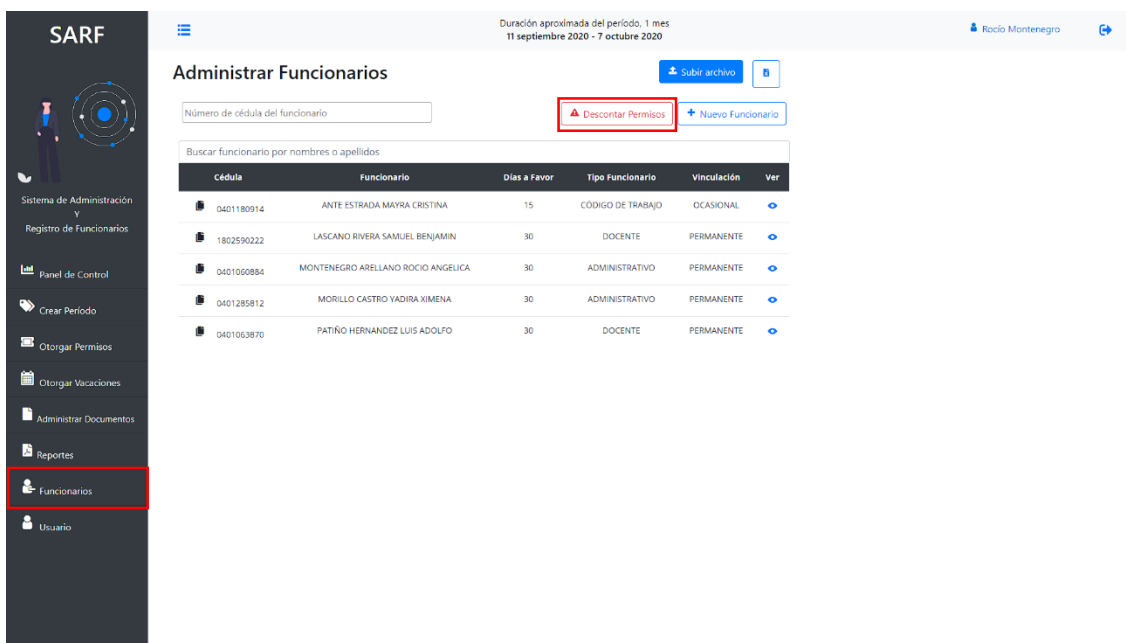 SARF
Sistema de Administración
Y
Registro de Funcionarios
Panel de Control
Crear Período
Otorgar Permisos
Otorgar Vacaciones
Administrar Documentos
Reportes
Funcionarios
Usuario
Duración aproximada del período, 1 mes
11 septiembre 2020 - 7 octubre 2020
Rocío Montenegro
Administrar Funcionarios
Subir archivo
Número de cédula del funcionario
Descontar Permisos
Nuevo Funcionario
Buscar funcionario por nombres o apellidos
Cédula Funcionario Días a Favor Tipo Funcionario Vinculación Ver
0401180914 ANTE ESTRADA MAYRA CRISTINA 15 CÓDIGO DE TRABAJO OCASIONAL
1802590222 LASCANO RIVERA SAMUEL BENJAMIN 30 DOCENTE PERMANENTE
0401060884 MONTENEGRO ARELLANO ROCIO ANGELICA 30 ADMINISTRATIVO PERMANENTE
0401285812 MORILLO CASTRO YADIRA XIMENA 30 ADMINISTRATIVO PERMANENTE
0401063870 PATIÑO HERNANDEZ LUIS ADOLFO 30 DOCENTE PERMANENTE